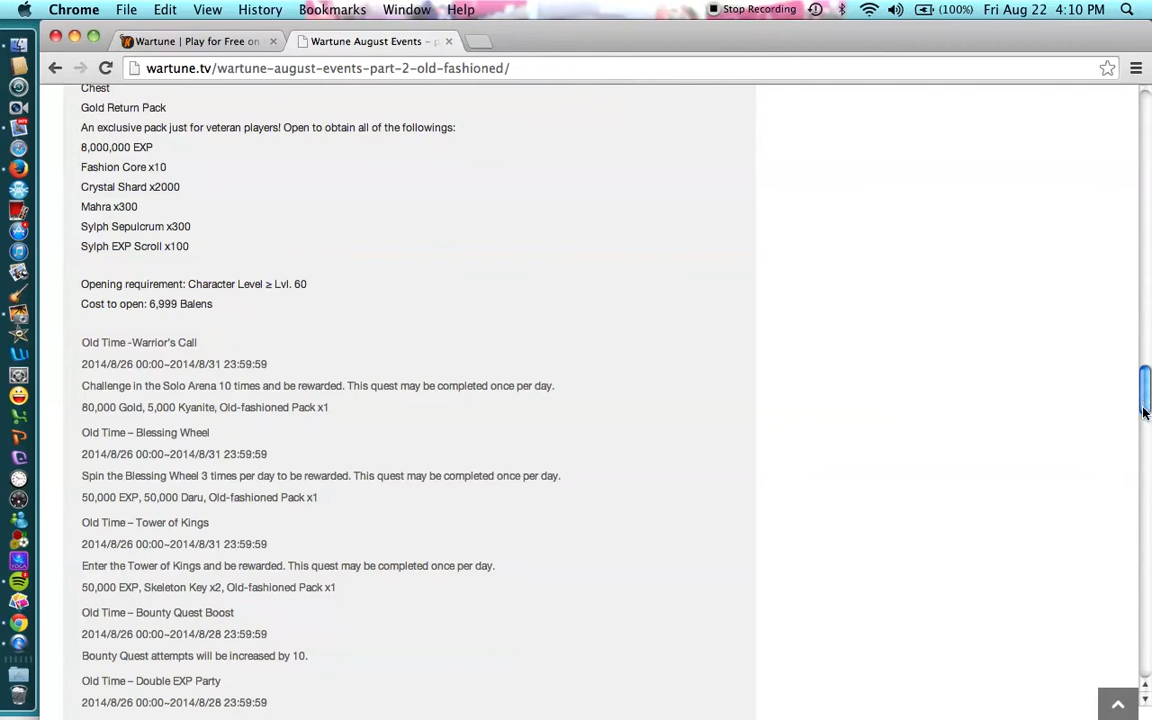 Chrome File Edit View History Bookmarks Window Help Stop Recording (100%) Fri Aug 22 4:10 PM
Wartune | Play for Free on Wartune August Events – p
wartune.tv/wartune-august-events-part-2-old-fashioned/
Chest
Gold Return Pack
An exclusive pack just for veteran players! Open to obtain all of the followings:
8,000,000 EXP
Fashion Core x10
Crystal Shard x2000
Mahra x300
Sylph Sepulcrum x300
Sylph EXP Scroll x100
Opening requirement: Character Level ≥ Lvl. 60
Cost to open: 6,999 Balens
Old Time -Warrior's Call
2014/8/26 00:00~2014/8/31 23:59:59
Challenge in the Solo Arena 10 times and be rewarded. This quest may be completed once per day.
80,000 Gold, 5,000 Kyanite, Old-fashioned Pack x1
Old Time – Blessing Wheel
2014/8/26 00:00~2014/8/31 23:59:59
Spin the Blessing Wheel 3 times per day to be rewarded. This quest may be completed once per day.
50,000 EXP, 50,000 Daru, Old-fashioned Pack x1
Old Time – Tower of Kings
2014/8/26 00:00~2014/8/31 23:59:59
Enter the Tower of Kings and be rewarded. This quest may be completed once per day.
50,000 EXP, Skeleton Key x2, Old-fashioned Pack x1
Old Time – Bounty Quest Boost
2014/8/26 00:00~2014/8/28 23:59:59
Bounty Quest attempts will be increased by 10.
Old Time – Double EXP Party
2014/8/26 00:00~2014/8/28 23:59:59